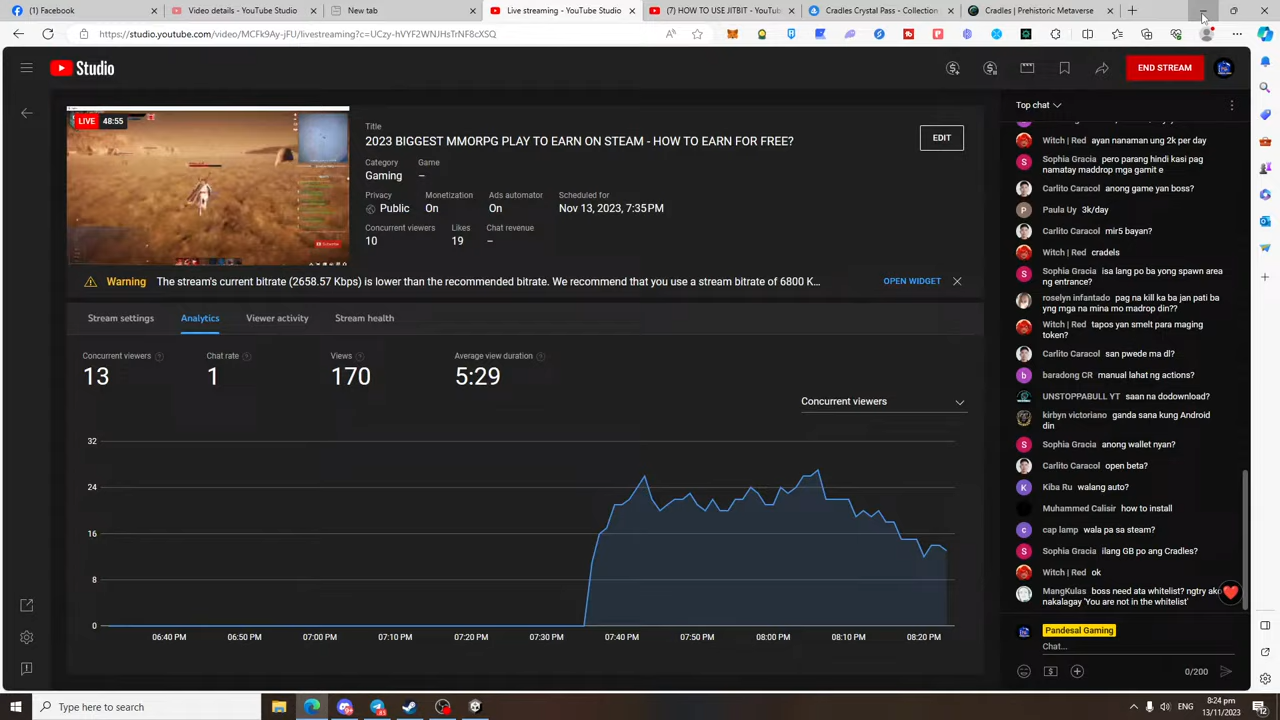 (1) Facebook
Video details - YouTube Studio
New tab
Live streaming - YouTube Studio
(7) HOW TO USE JITBIT - YouTub
Cradles Crystal Pass - Collection
Cradles | Prehistoric Metaverse
https://studio.youtube.com/video/MCFk9Ay-jFU/livestreaming?c=UCzy-hVYF2WNJHsTrNF8cXSQ
Studio
END STREAM
LIVE 48:55
Title
2023 BIGGEST MMORPG PLAY TO EARN ON STEAM - HOW TO EARN FOR FREE?
EDIT
Category Game
Gaming –
Privacy Monetization Ads automator Scheduled for
Public On On Nov 13, 2023, 7:35 PM
Concurrent viewers Likes Chat revenue
10 19 –
Subscribe
Warning The stream's current bitrate (2658.57 Kbps) is lower than the recommended bitrate. We recommend that you use a stream bitrate of 6800 K...
OPEN WIDGET
Stream settings Analytics Viewer activity Stream health
Concurrent viewers Chat rate Views Average view duration
13 1 170 5:29
Concurrent viewers
32
24
16
8
0
06:40 PM 06:50 PM 07:00 PM 07:10 PM 07:20 PM 07:30 PM 07:40 PM 07:50 PM 08:00 PM 08:10 PM 08:20 PM
Top chat
Witch | Red ayan nanaman ung 2k per day
Sophia Gracia pero parang hindi kasi pag
namatay maddrop mga gamit e
Carlito Caracol anong game yan boss?
Paula Uy 3k/day
Carlito Caracol mir5 bayan?
Witch | Red cradels
Sophia Gracia isa lang po ba yong spawn area
ng entrance?
roselyn infantado pag na kill ka ba jan pati ba
yng mga na mina mo madrop din??
Witch | Red tapos yan smelt para maging
token?
Carlito Caracol san pwede ma dl?
baradong CR manual lahat ng actions?
UNSTOPPABULL YT saan na dodownload?
kirbyn victoriano ganda sana kung Android
din
Sophia Gracia anong wallet nyan?
Carlito Caracol open beta?
Kiba Ru walang auto?
Muhammed Calisir how to install
cap lamp wala pa sa steam?
Sophia Gracia ilang GB po ang Cradles?
Witch | Red ok
MangKulas boss need ata whitelist? ngtry ako
nakalagay 'You are not in the whitelist'
Pandesal Gaming
Chat...
0/200
Type here to search
ENG
8:24 pm
13/11/2023
12